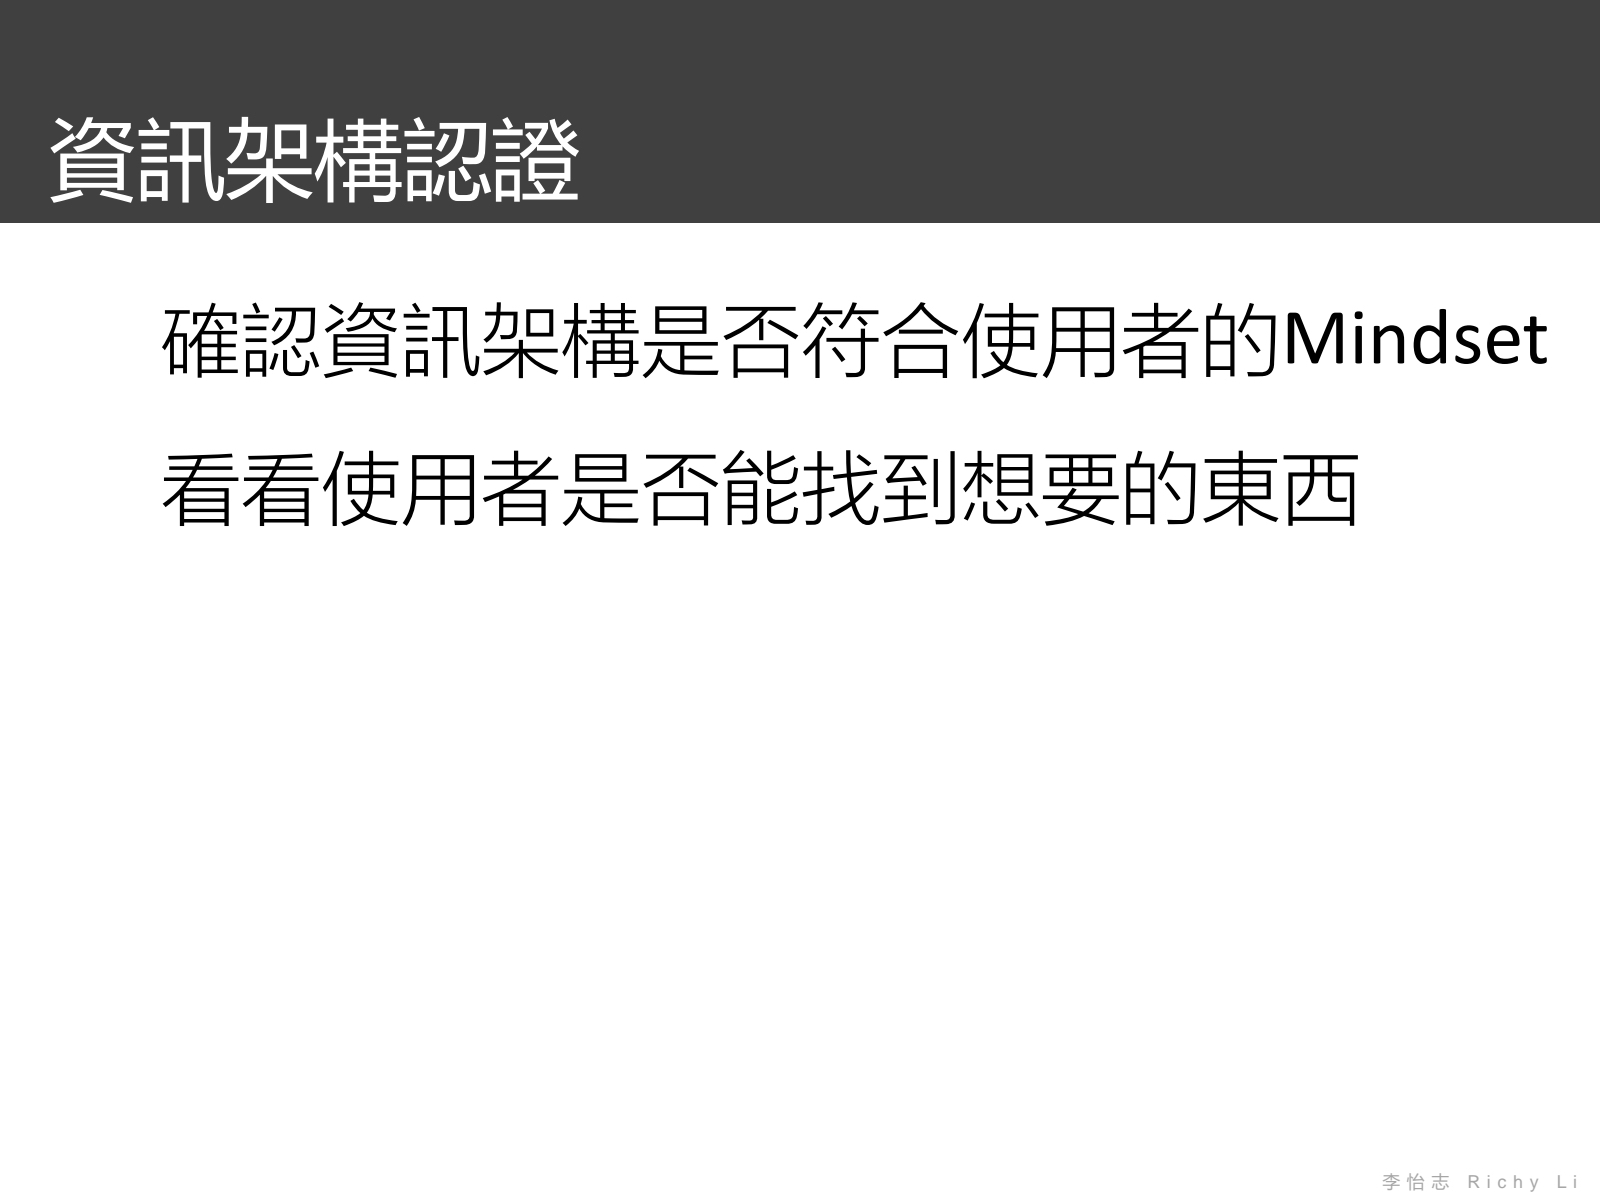 資訊架構認證
確認資訊架構是否符合使用者的Mindset
看看使用者是否能找到想要的東西
李怡志 Richy Li